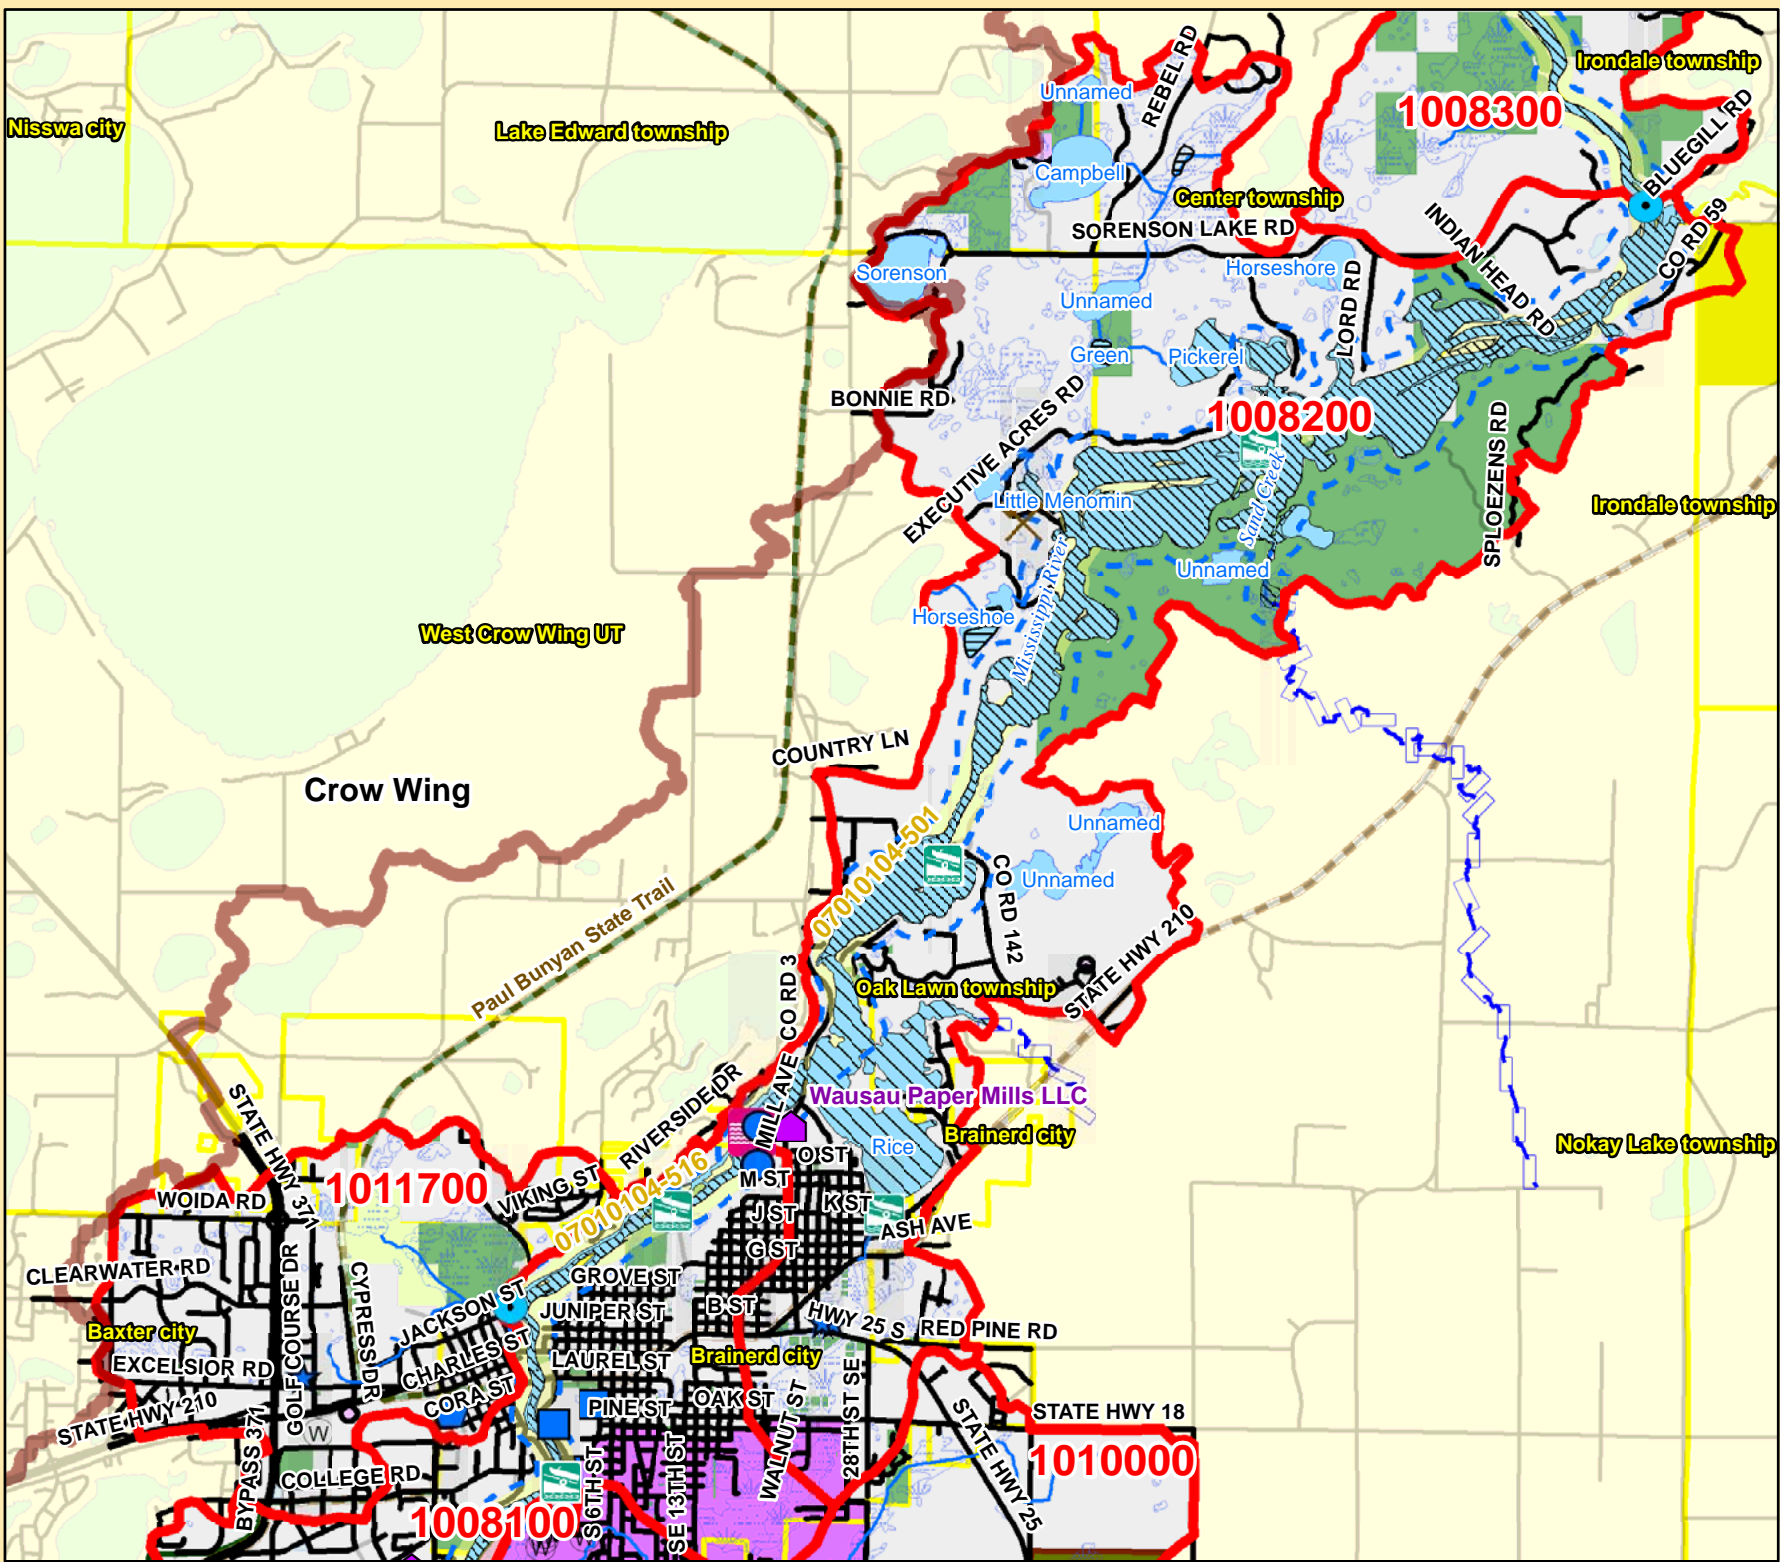 Irondale township
1008300
REBEL RD
Unnamed
BLUEGILL RD
Nisswa city
Lake Edward township
Campbell
Center township
SORENSON LAKE RD
INDIAN HEAD RD
CO RD 59
Sorenson
Horseshore
LORD RD
Unnamed
Green
Pickerel
BONNIE RD
1008200
EXECUTIVE ACRES RD
SPLOEZENS RD
Sand Creek
Little Menomin
Irondale township
Unnamed
Mississippi River
Horseshoe
West Crow Wing UT
COUNTRY LN
Crow Wing
07010104-501
Unnamed
Unnamed
CO RD 142
Paul Bunyan State Trail
STATE HWY 210
CO RD 3
Oak Lawn township
MILL AVE
RIVERSIDE DR
Wausau Paper Mills LLC
STATE HWY 371
Brainerd city
Rice
Nokay Lake township
O ST
07010104-516
M ST
1011700
VIKING ST
WOIDA RD
K ST
J ST
ASH AVE
G ST
CLEARWATER RD
GOLF COURSE DR
CYPRESS DR
GROVE ST
JACKSON ST
JUNIPER ST
B ST
HWY 25 S
RED PINE RD
Baxter city
CHARLES ST
LAUREL ST
Brainerd city
EXCELSIOR RD
CORA ST
OAK ST
PINE ST
WALNUT ST
28TH ST SE
STATE HWY 210
STATE HWY 18
STATE HWY 25
W
BYPASS 371
COLLEGE RD
1010000
S 6TH ST
SE 13TH ST
1008100